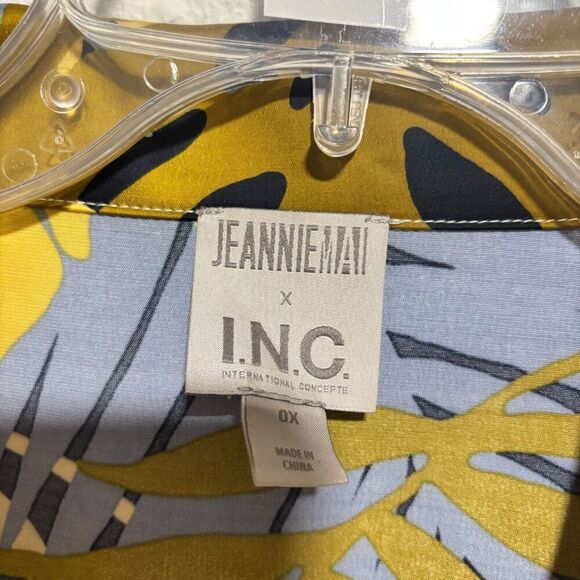 JEANNIEMAI
X
I.N.C.
INTERNATIONAL CONCEPTS
0X
MADE IN
CHINA